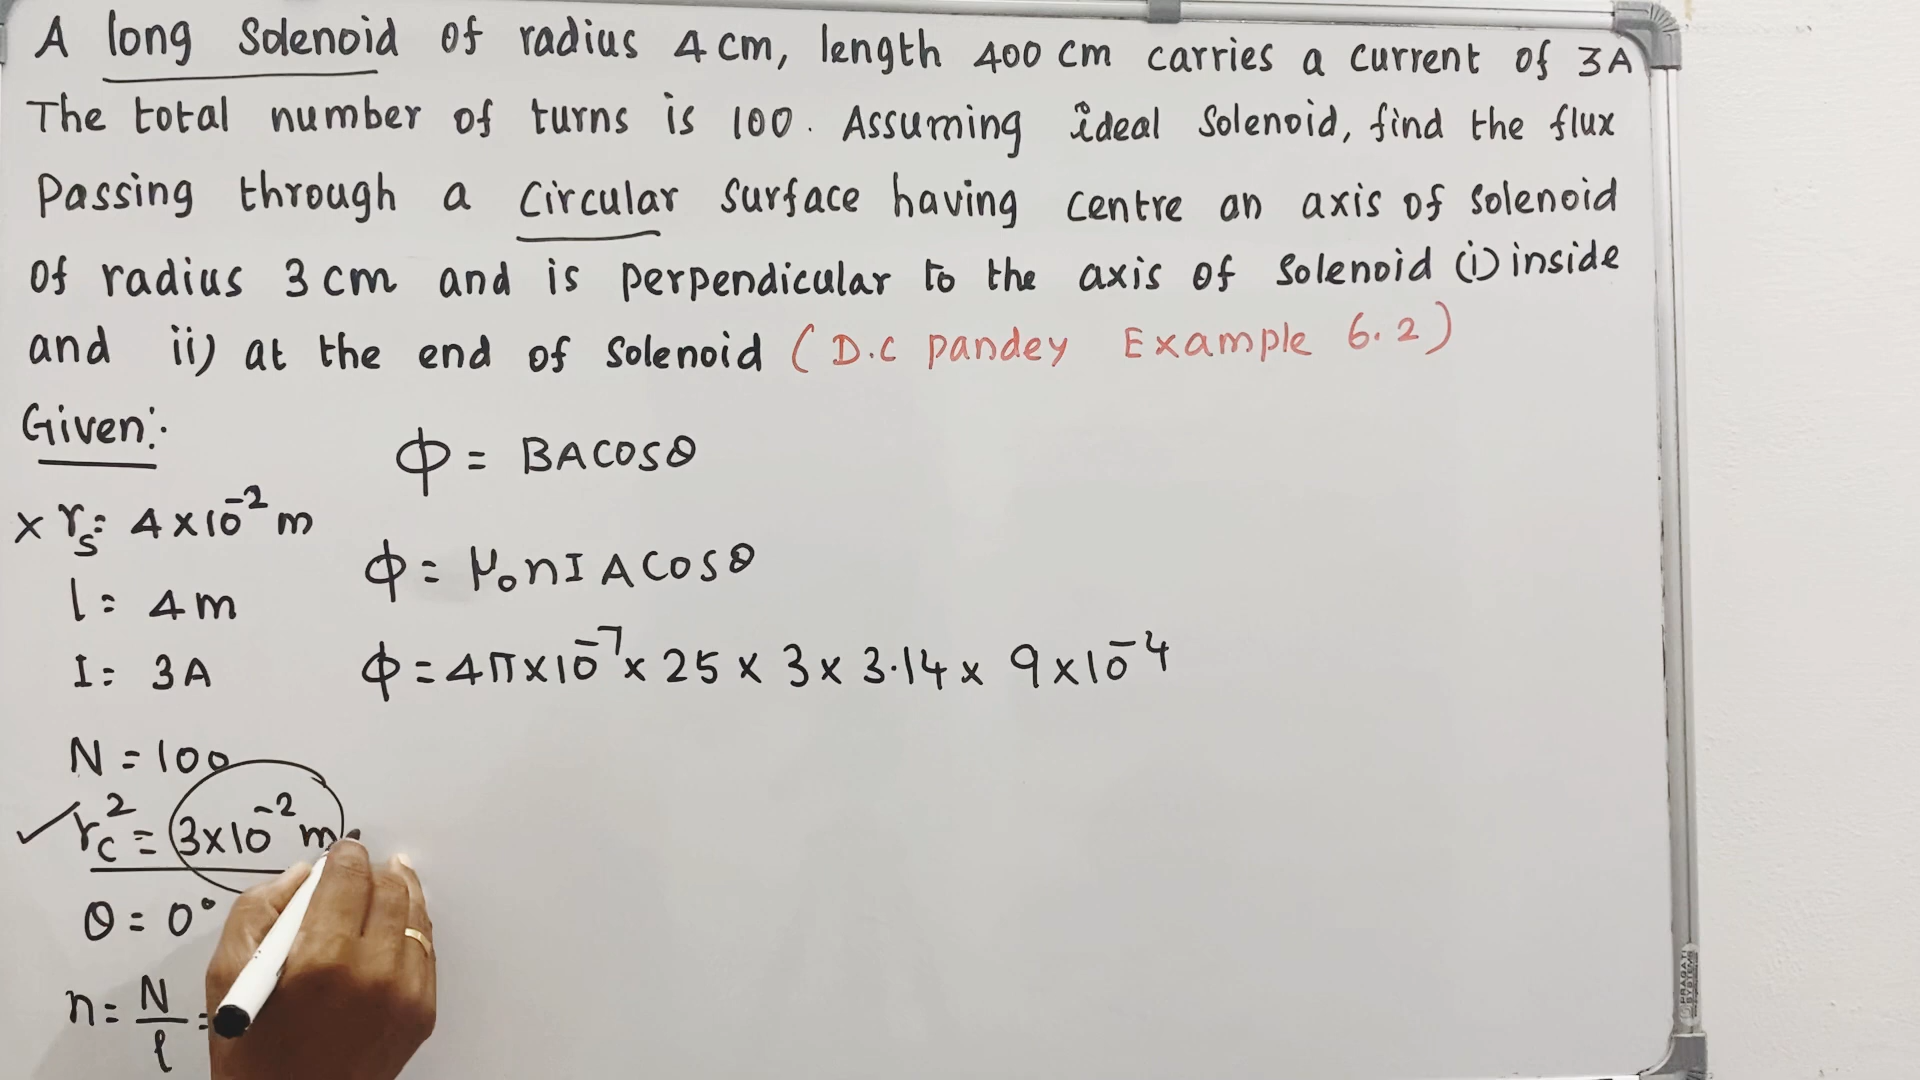 A long Solenoid of radius 4 cm, length 400 cm carries a current of 3A
The total number of turns is 100. Assuming ideal Solenoid, find the flux
Passing through a circular surface having centre on axis of solenoid
of radius 3 cm and is perpendicular to the axis of Solenoid (i) inside
and ii) at the end of Solenoid (D.C pandey Example 6.2)
Given:
ϕ = BACOSθ
× rₛ = 4×10⁻² m
ϕ = μ₀nIACosθ
l = 4m
ϕ = 4π×10⁻⁷ × 25 × 3 × 3.14 × 9×10⁻⁴
I = 3A
N = 100
✓ r_c² = 3×10⁻² m
θ = 0°
n = N/l =
PRAGATI SYSTEMS